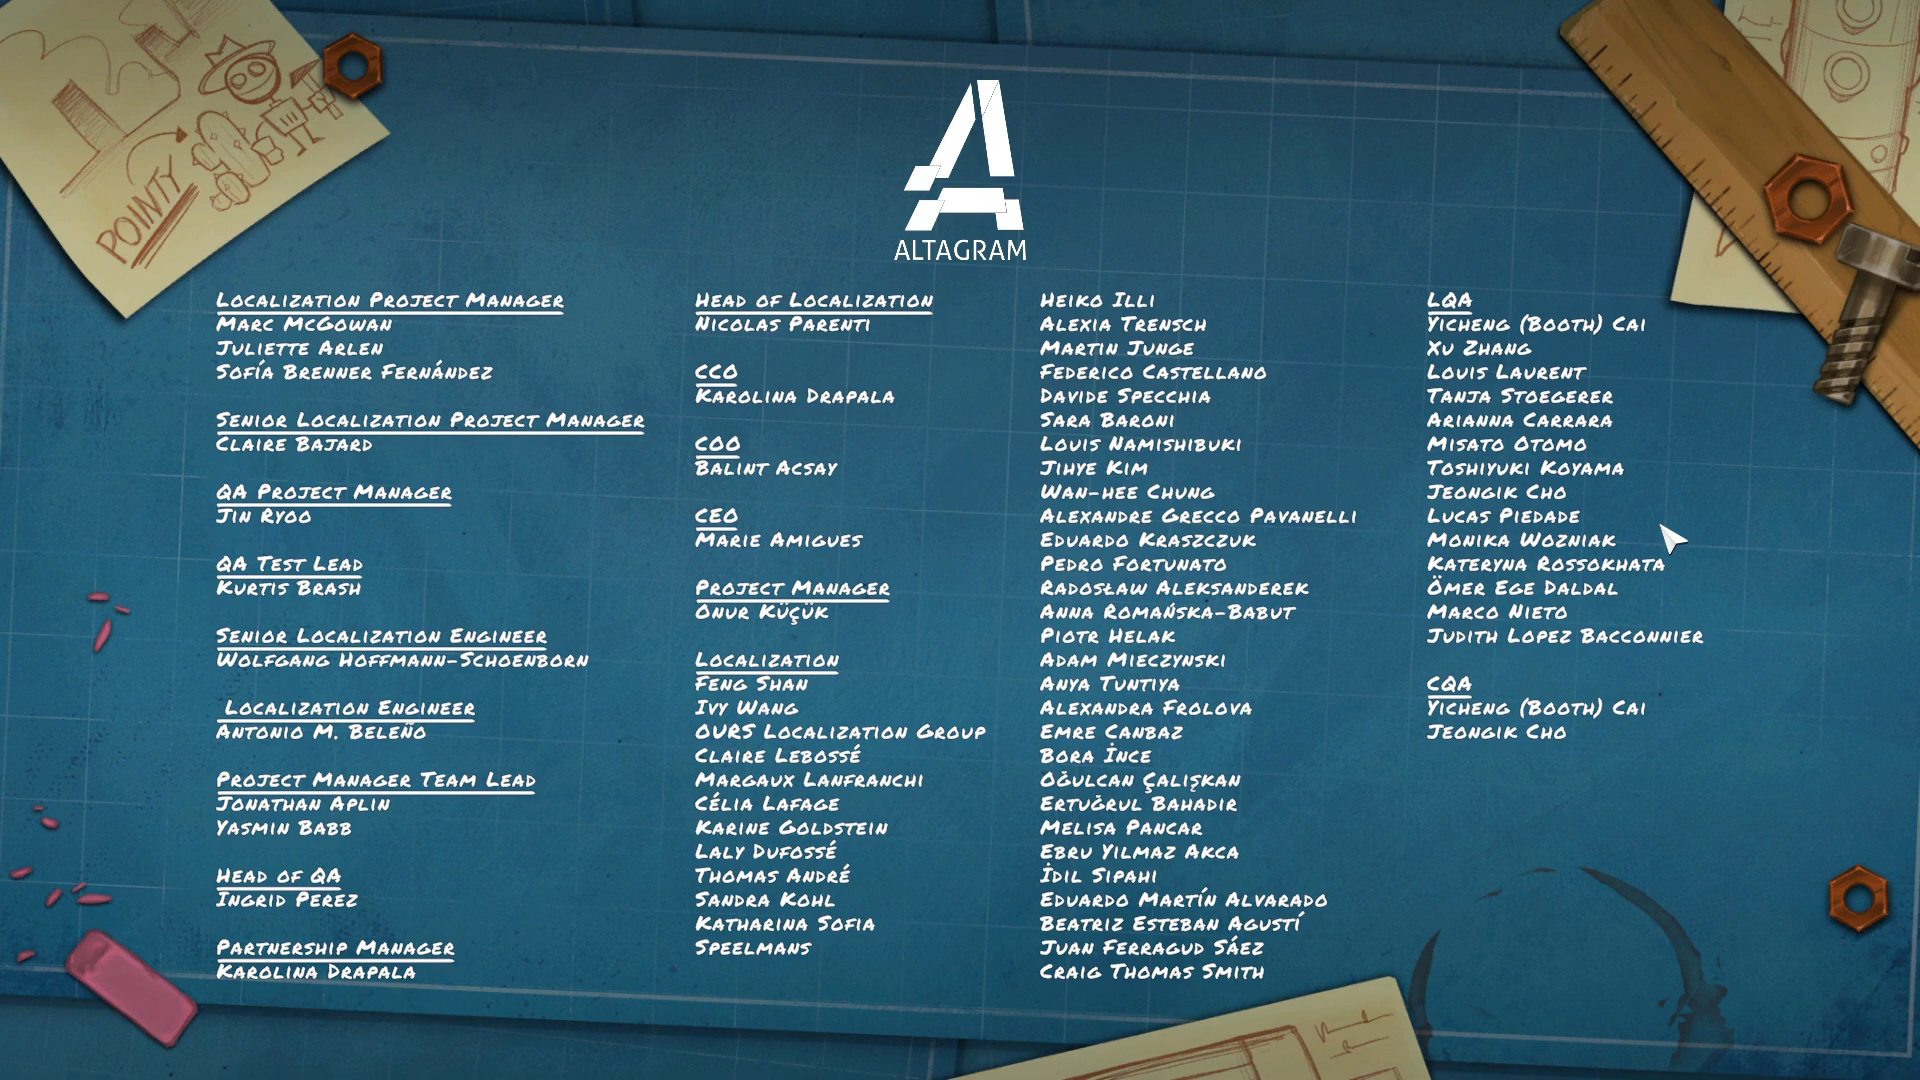 POINTY
ALTAGRAM
Localization Project Manager
Marc McGowan
Juliette Arlen
Sofía Brenner Fernández
Senior Localization Project Manager
Claire Bajard
QA Project Manager
Jin Ryoo
QA Test Lead
Kurtis Brash
Senior Localization Engineer
Wolfgang Hoffmann-Schoenborn
Localization Engineer
Antonio M. Beleño
Project Manager Team Lead
Jonathan Aplin
Yasmin Babb
Head of QA
Ingrid Perez
Partnership Manager
Karolina Drapala
Head of Localization
Nicolas Parenti
CCO
Karolina Drapala
COO
Balint Acsay
CEO
Marie Amigues
Project Manager
Onur Küçük
Localization
Feng Shan
Ivy Wang
OURS Localization Group
Claire Lebossé
Margaux Lanfranchi
Célia Lafage
Karine Goldstein
Laly Dufossé
Thomas André
Sandra Kohl
Katharina Sofia
Speelmans
Heiko Illi
Alexia Trensch
Martin Junge
Federico Castellano
Davide Specchia
Sara Baroni
Louis Namishibuki
Jihye Kim
Wan-hee Chung
Alexandre Grecco Pavanelli
Eduardo Kraszczuk
Pedro Fortunato
Radosław Aleksanderek
Anna Romańska-Babut
Piotr Helak
Adam Mieczynski
Anya Tuntiya
Alexandra Frolova
Emre Canbaz
Bora İnce
Oğulcan Çalışkan
Ertuğrul Bahadır
Melisa Pancar
Ebru Yılmaz Akca
İdil Sipahi
Eduardo Martín Alvarado
Beatriz Esteban Agustí
Juan Ferragud Sáez
Craig Thomas Smith
LQA
Yicheng (Booth) Cai
Xu Zhang
Louis Laurent
Tanja Stoegerer
Arianna Carrara
Misato Otomo
Toshiyuki Koyama
Jeongik Cho
Lucas Piedade
Monika Wozniak
Kateryna Rossokhata
Ömer Ege Daldal
Marco Nieto
Judith Lopez Bacconnier
CQA
Yicheng (Booth) Cai
Jeongik Cho